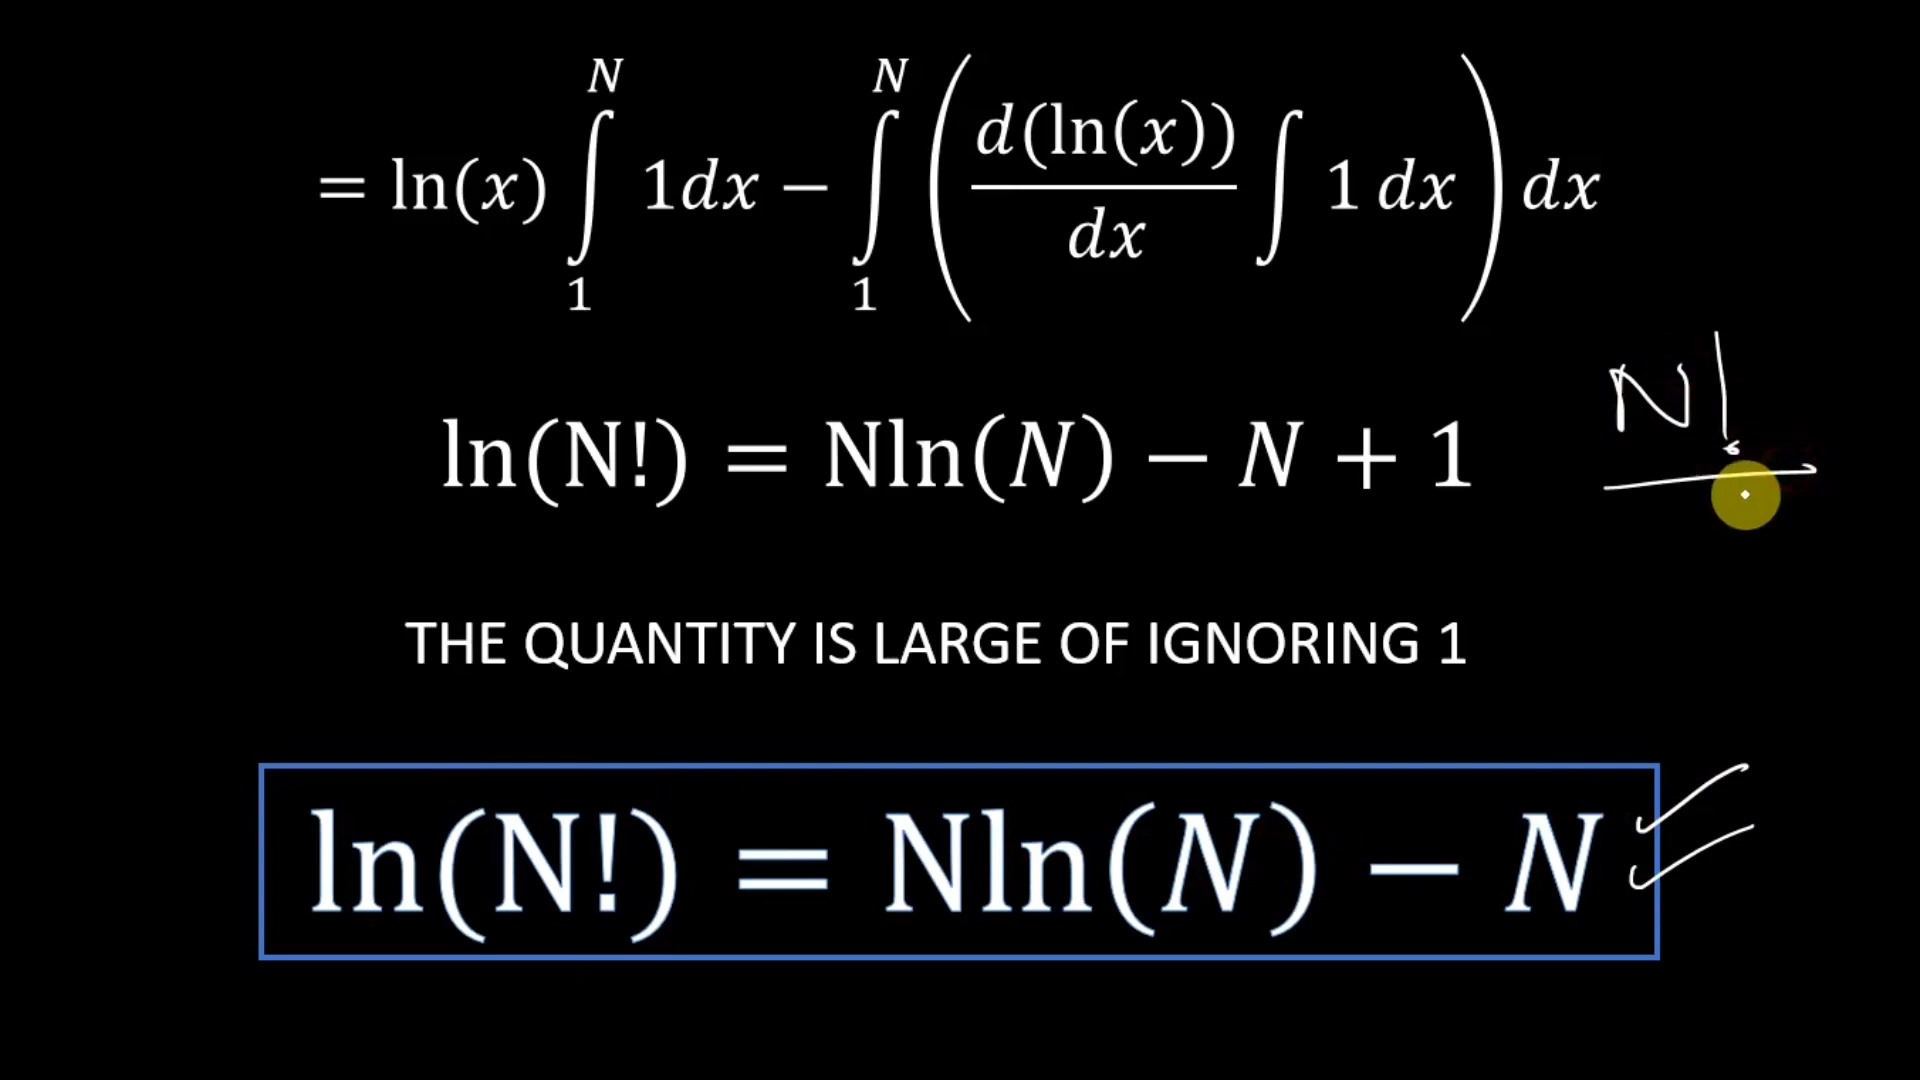 = ln(x) ∫₁ᴺ 1dx − ∫₁ᴺ (d(ln(x))/dx ∫ 1 dx) dx
N!
ln(N!) = Nln(N) − N + 1
THE QUANTITY IS LARGE OF IGNORING 1
ln(N!) = Nln(N) − N